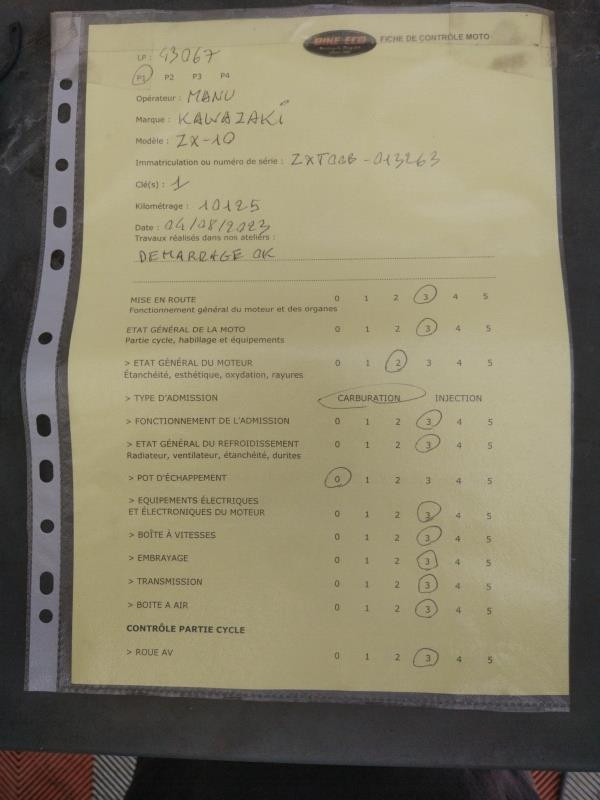 BIKE ECO FICHE DE CONTRÔLE MOTO
LP : 43067
P1 P2 P3 P4
Opérateur : MANU
Marque : KAWAZAKi
Modèle : ZX-10
Immatriculation ou numéro de série : ZXT00B-013263
Clé(s) : 1
Kilométrage : 10125
Date : 04/08/2023
Travaux réalisés dans nos ateliers :
DEMARRAGE OK
MISE EN ROUTE 0 1 2 3 4 5
Fonctionnement général du moteur et des organes
ETAT GÉNÉRAL DE LA MOTO 0 1 2 3 4 5
Partie cycle, habillage et équipements
> ETAT GÉNÉRAL DU MOTEUR 0 1 2 3 4 5
Étanchéité, esthétique, oxydation, rayures
> TYPE D'ADMISSION CARBURATION INJECTION
> FONCTIONNEMENT DE L'ADMISSION 0 1 2 3 4 5
> ETAT GÉNÉRAL DU REFROIDISSEMENT 0 1 2 3 4 5
Radiateur, ventilateur, étanchéité, durites
> POT D'ÉCHAPPEMENT 0 1 2 3 4 5
> EQUIPEMENTS ÉLECTRIQUES
ET ÉLECTRONIQUES DU MOTEUR 0 1 2 3 4 5
> BOÎTE À VITESSES 0 1 2 3 4 5
> EMBRAYAGE 0 1 2 3 4 5
> TRANSMISSION 0 1 2 3 4 5
> BOITE A AIR 0 1 2 3 4 5
CONTRÔLE PARTIE CYCLE
> ROUE AV 0 1 2 3 4 5